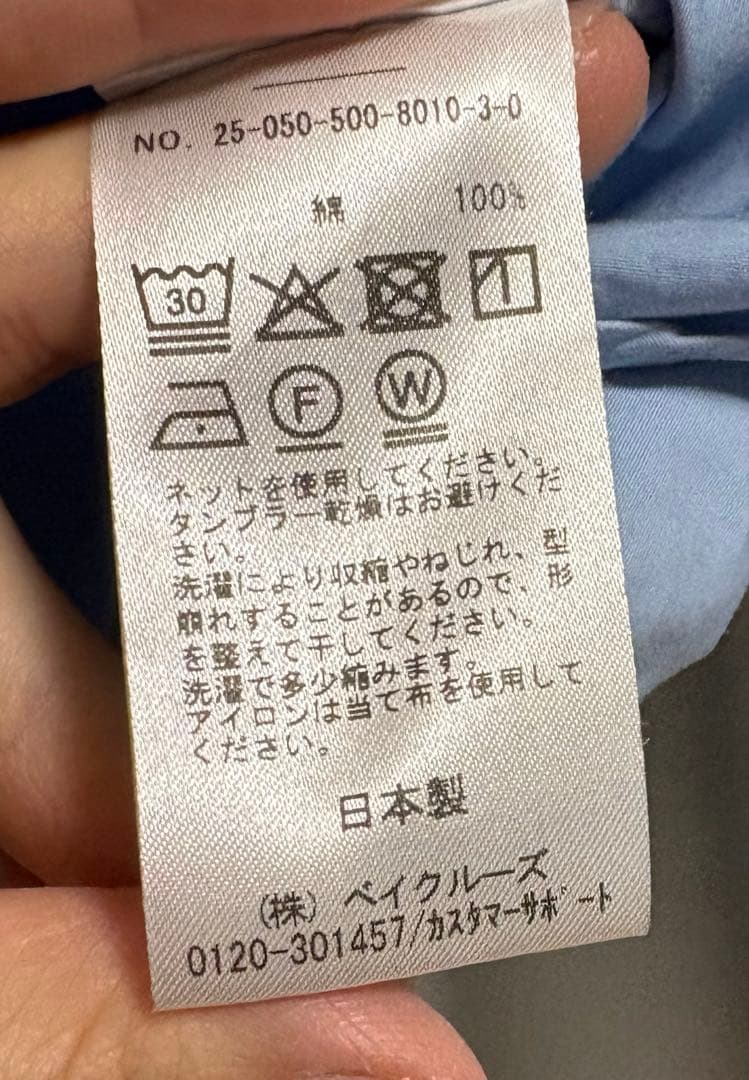 NO. 25-050-500-8010-3-0
綿 100%
30
F W
ネットを使用してください。
タンブラー乾燥はお避けくだ
さい。
洗濯により収縮やねじれ、型
崩れすることがあるので、形
を整えて干してください。
洗濯で多少縮みます。
アイロンは当て布を使用して
ください。
日本製
(株) ベイクルーズ
0120-301457/カスタマーサポート